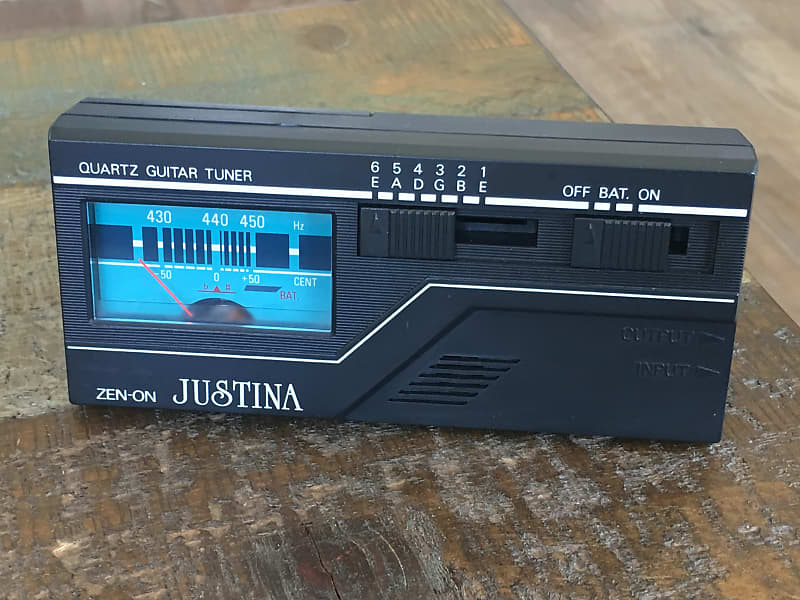 QUARTZ GUITAR TUNER
6 5 4 3 2 1
E A D G B E
OFF BAT. ON
430 440 450 Hz
-50 0 +50 CENT
♭ ▲ #
BAT.
OUTPUT
INPUT
ZEN-ON JUSTINA